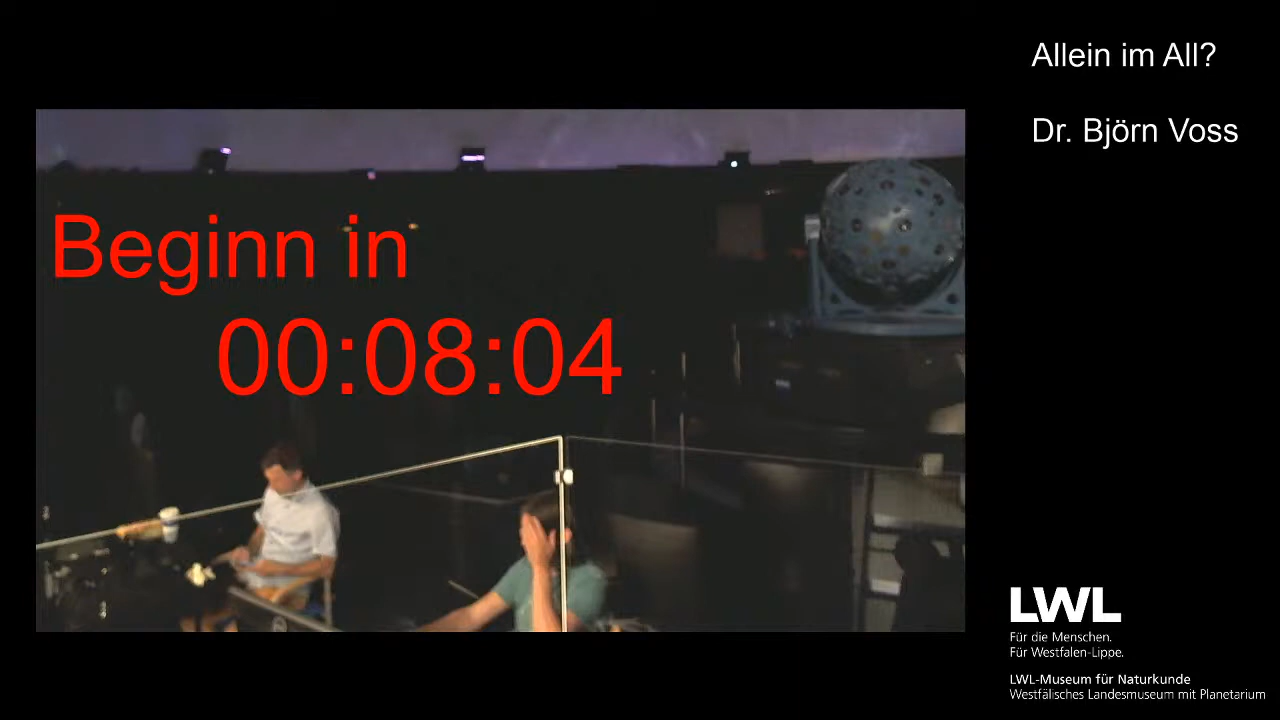 Allein im All?
Dr. Björn Voss
Beginn in
00:08:04
LWL
Für die Menschen.
Für Westfalen-Lippe.
LWL-Museum für Naturkunde
Westfälisches Landesmuseum mit Planetarium